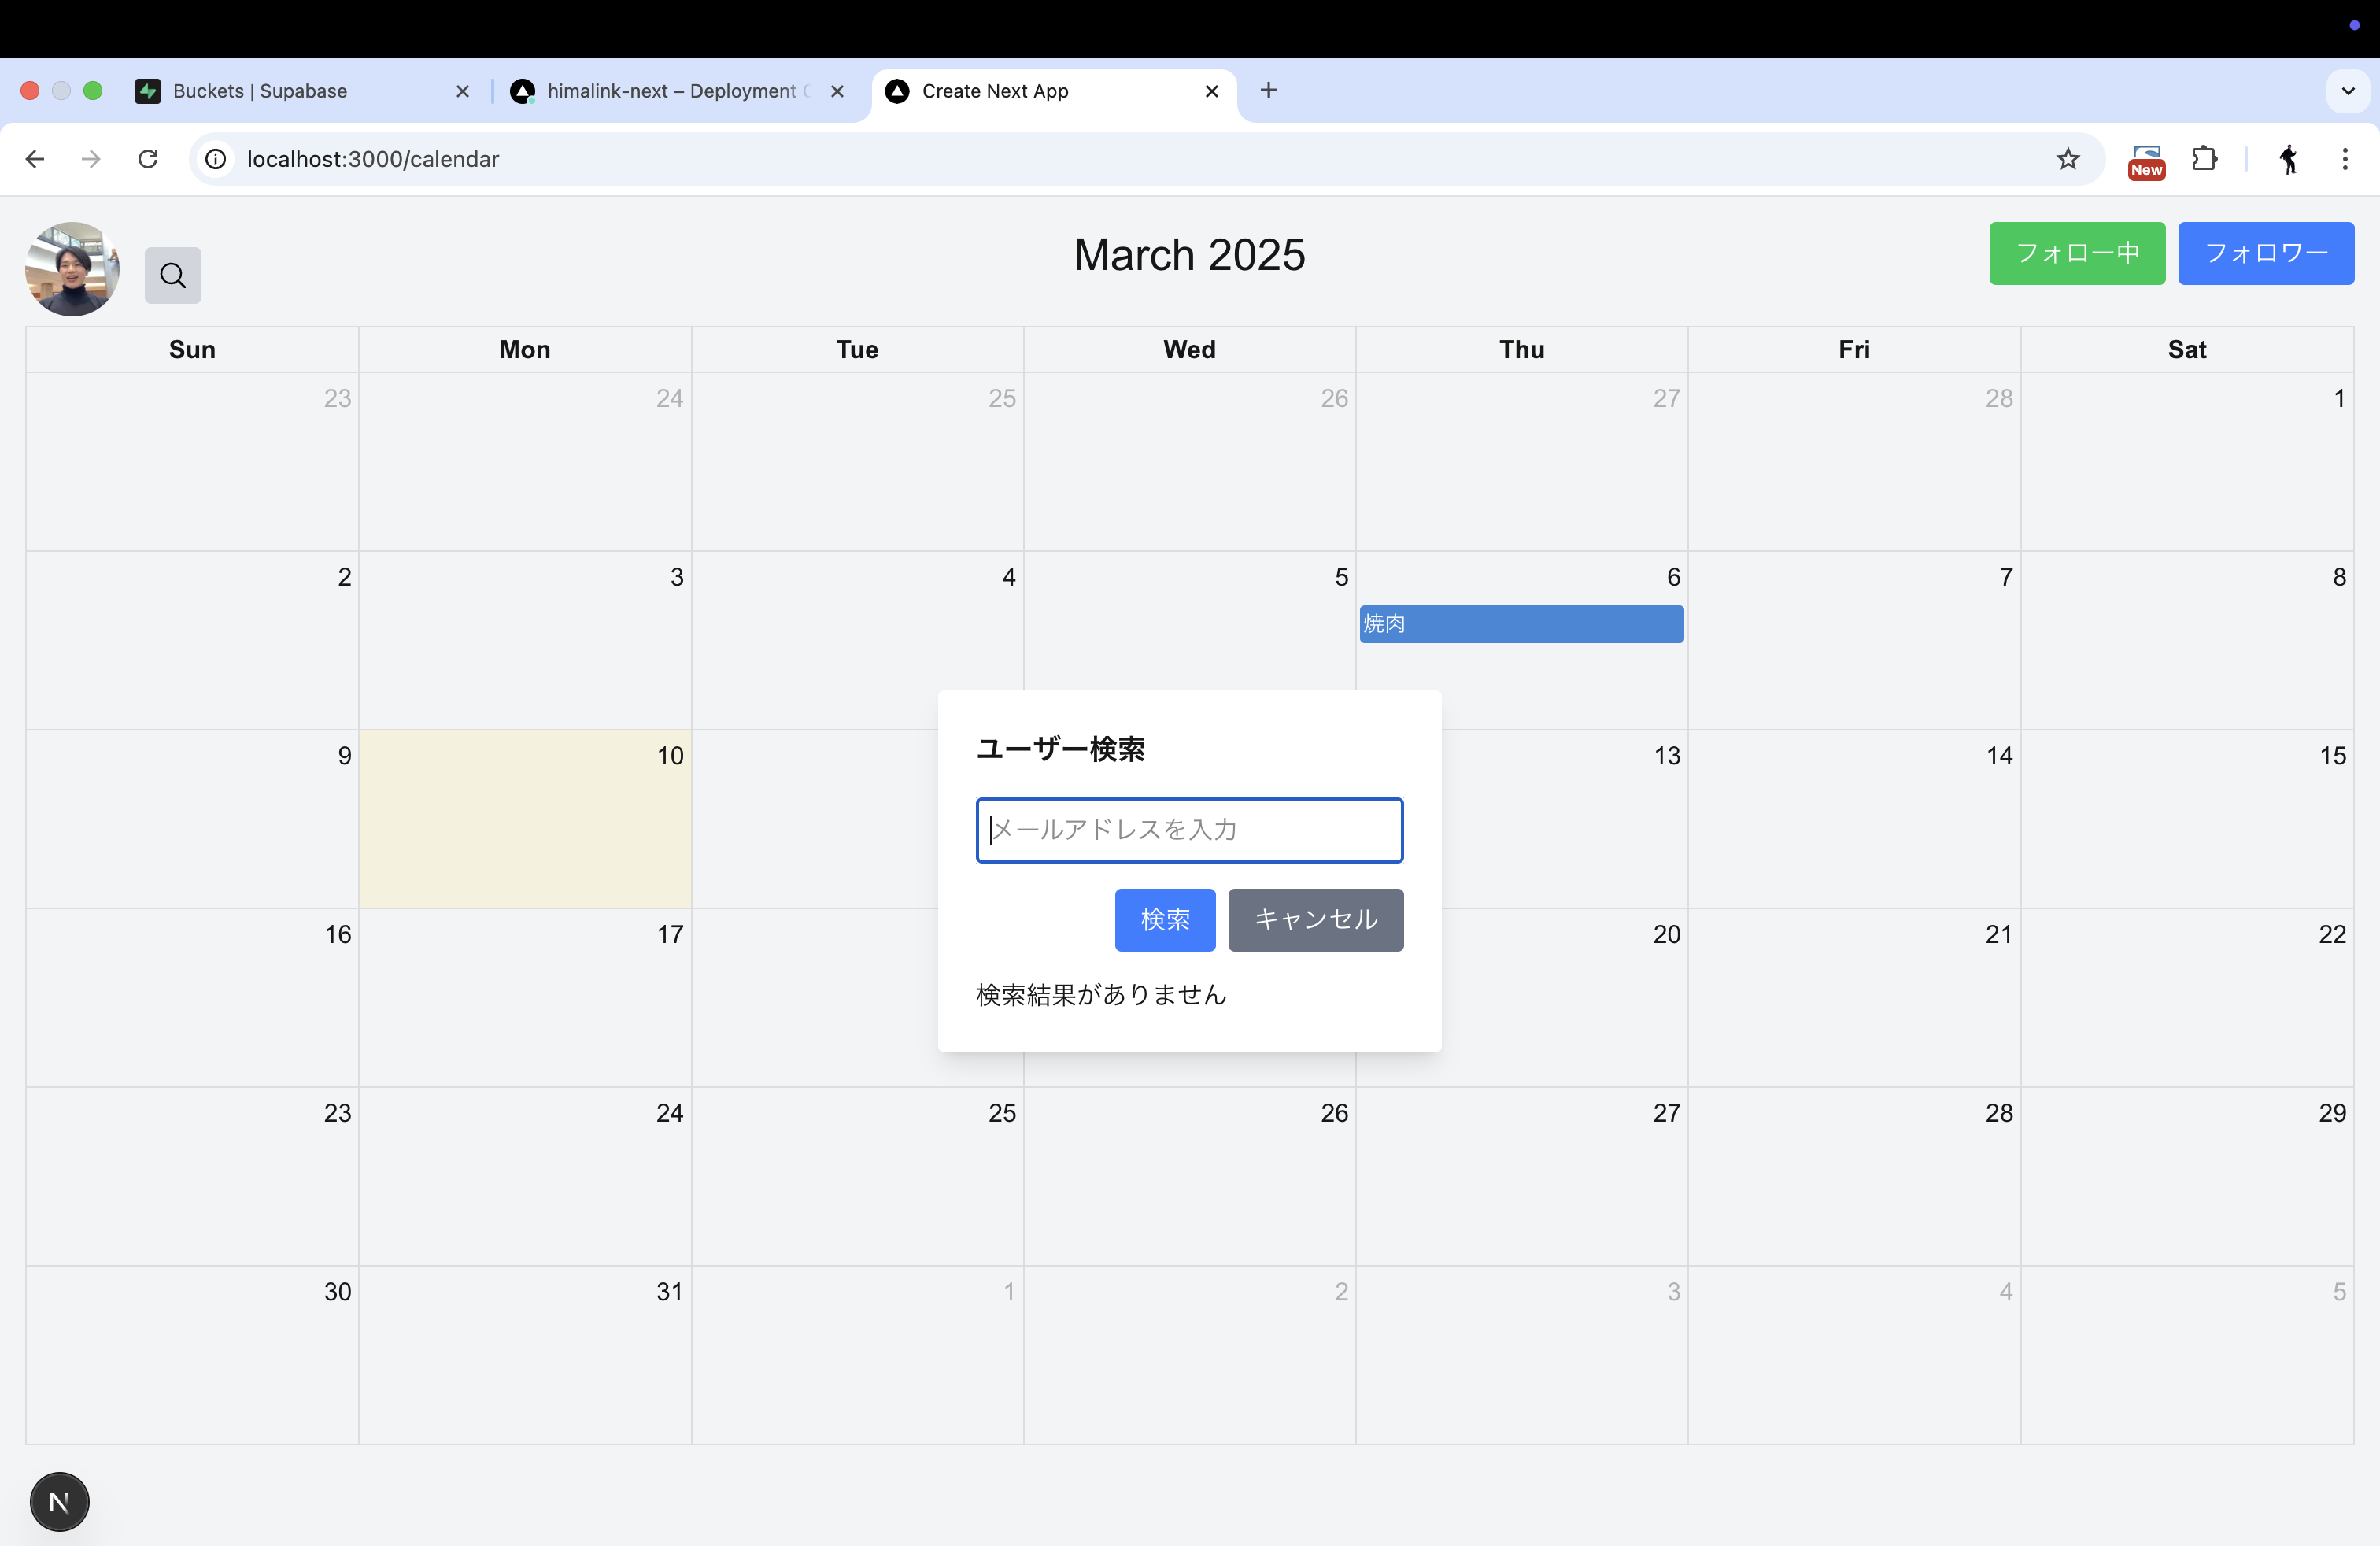 Buckets | Supabase
himalink-next – Deployment
Create Next App
localhost:3000/calendar
New
March 2025
フォロー中
フォロワー
Sun Mon Tue Wed Thu Fri Sat
23 24 25 26 27 28 1
2 3 4 5 6 7 8
焼肉
9 10 13 14 15
16 17 20 21 22
ユーザー検索
メールアドレスを入力
検索 キャンセル
検索結果がありません
23 24 25 26 27 28 29
30 31 1 2 3 4 5
N